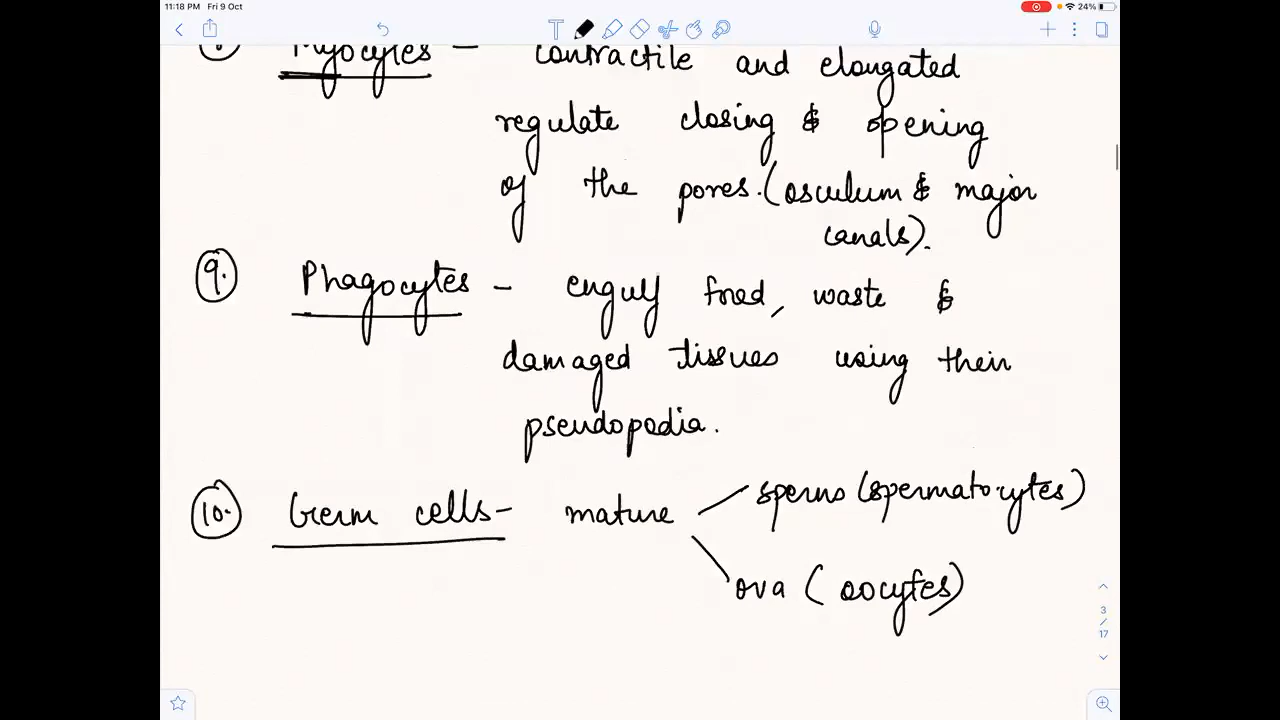 11:18 PM Fri 9 Oct
24%
Myocytes - contractile and elongated
regulate closing & opening
of the pores. (osculum & major
canals).
9. Phagocytes - engulf food, waste &
damaged tissues using their
pseudopodia.
10. Germ cells - mature sperms (spermatocytes)
ova (oocytes)
3
/
17